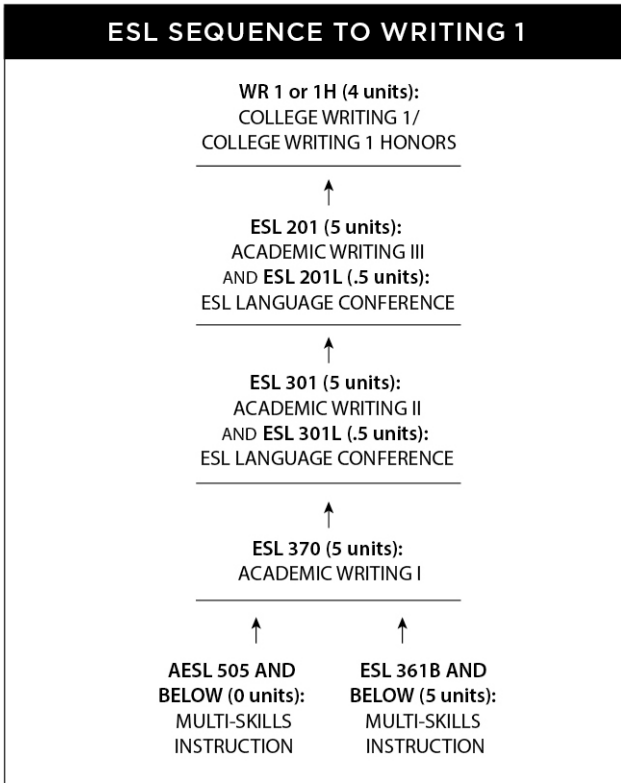 ESL SEQUENCE TO WRITING 1
WR 1 or 1H (4 units):
COLLEGE WRITING 1/
COLLEGE WRITING 1 HONORS
ESL 201 (5 units):
ACADEMIC WRITING III
AND ESL 201L (.5 units):
ESL LANGUAGE CONFERENCE
ESL 301 (5 units):
ACADEMIC WRITING II
AND ESL 301L (.5 units):
ESL LANGUAGE CONFERENCE
ESL 370 (5 units):
ACADEMIC WRITING I
AESL 505 AND
BELOW (0 units):
MULTI-SKILLS
INSTRUCTION
ESL 361B AND
BELOW (5 units):
MULTI-SKILLS
INSTRUCTION